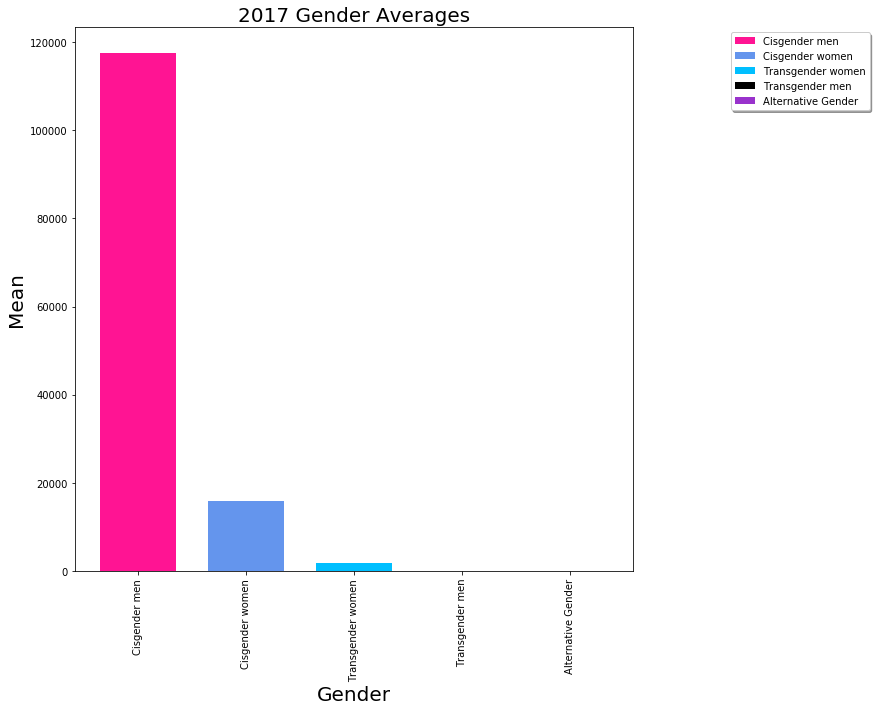 2017 Gender Averages
Cisgender men
Cisgender women
Transgender women
Transgender men
Alternative Gender
Mean
120000
100000
80000
60000
40000
20000
0
Cisgender men
Cisgender women
Transgender women
Transgender men
Alternative Gender
Gender